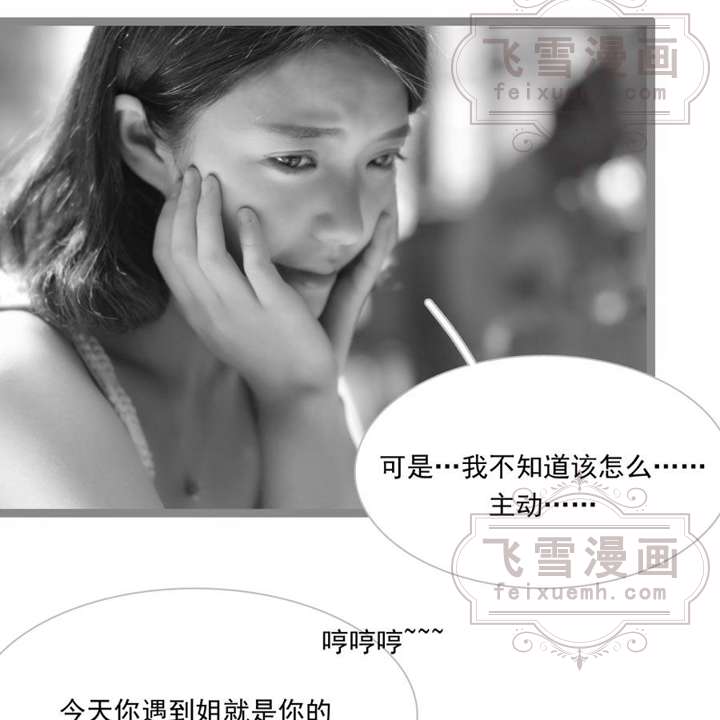 飞雪漫画
feixuemh.com
可是…我不知道该怎么……
主动……
飞雪漫画
feixuemh.com
哼哼哼~~~
今天你遇到姐就是你的